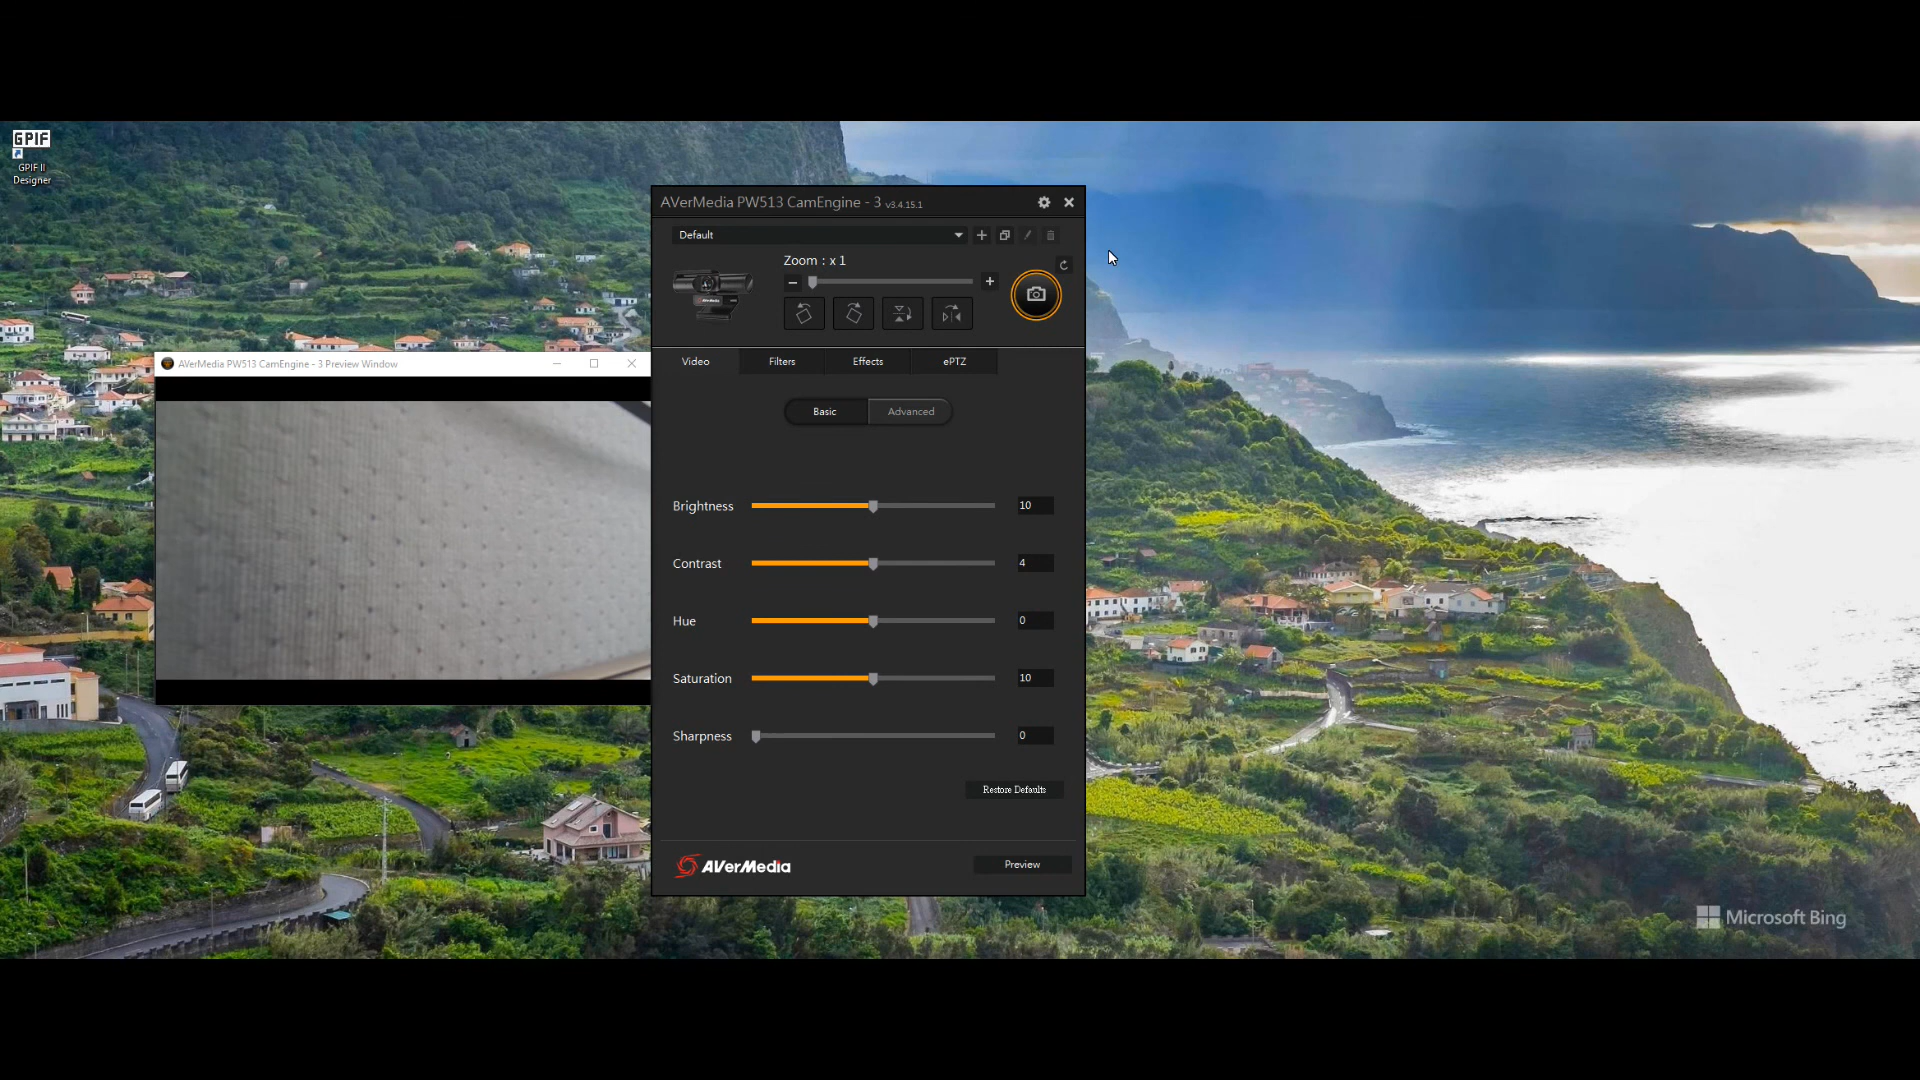 GPIF
GPIF II
Designer
AVerMedia PW513 CamEngine - 3 v3.4.15.1
Default
Zoom : x 1
AVerMedia PW513 CamEngine - 3 Preview Window
Video
Filters
Effects
ePTZ
Basic
Advanced
Brightness
10
Contrast
4
Hue
0
Saturation
10
Sharpness
0
Restore Defaults
AVerMedia
Preview
Microsoft Bing